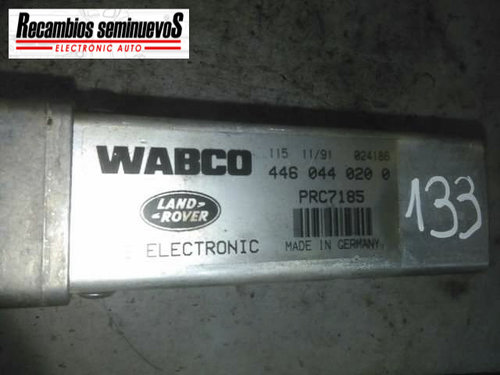 Recambios seminuevoS
ELECTRONIC AUTO
WABCO
115 11/91 024186
446 044 020 0
PRC7185
LAND
ROVER
ELECTRONIC
MADE IN GERMANY
133